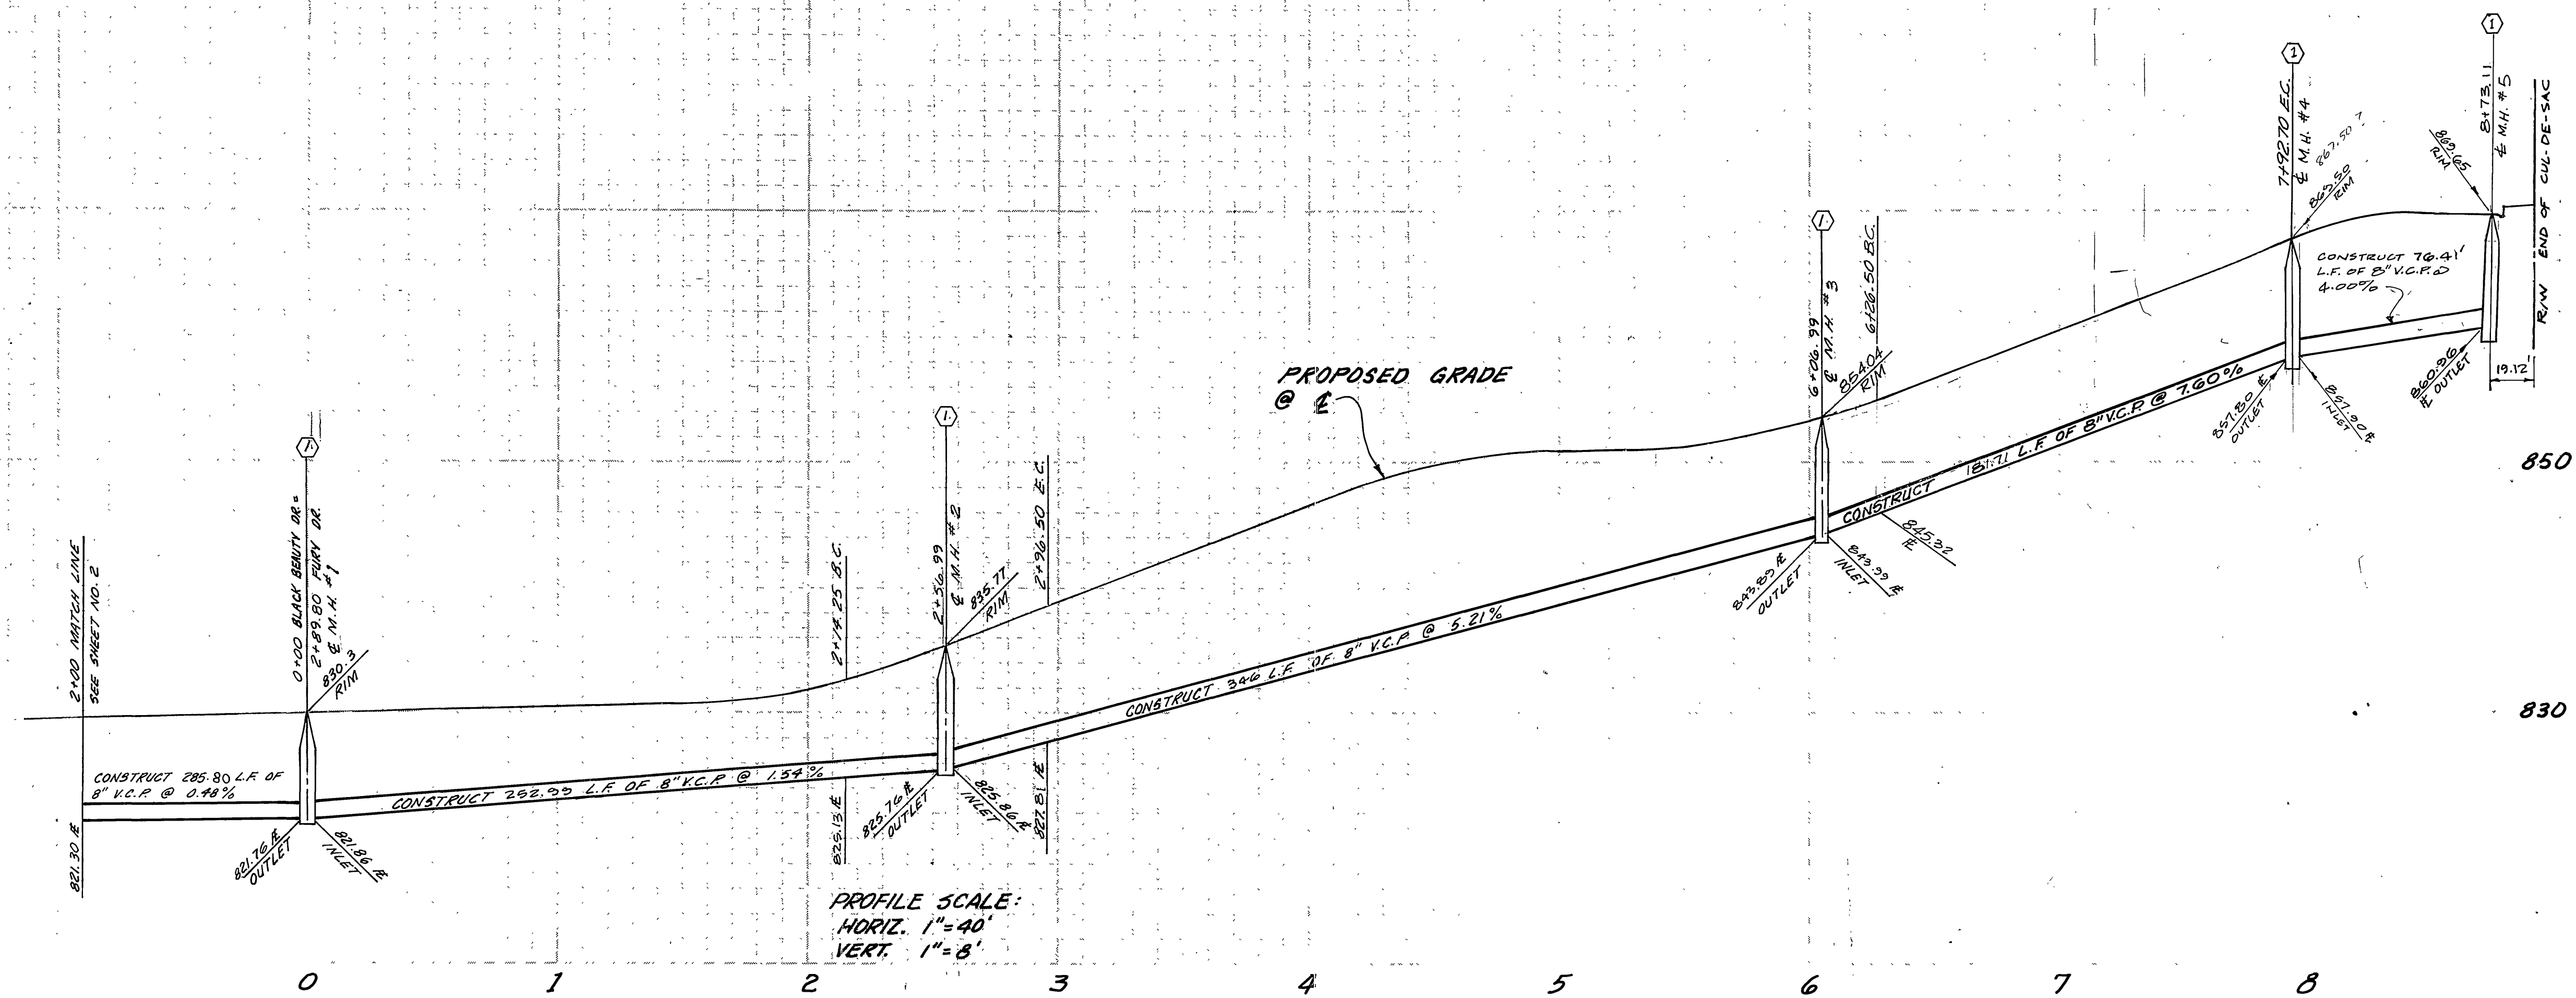 2+00 MATCH LINE
SEE SHEET NO. 2
821.30 ⅊
CONSTRUCT 285.80 L.F. OF
8" V.C.P. @ 0.48%
1
0+00 BLACK BEAUTY DR. =
2+89.80 FURY DR.
℄ M.H. #1
830.3
RIM
821.76 ⅊
OUTLET
821.86 ⅊
INLET
CONSTRUCT 252.99 L.F. OF 8" V.C.P. @ 1.54%
2+14.25 B.C.
825.13 ⅊
1
2+56.99
℄ M.H. #2
835.77
RIM
825.76 ⅊
OUTLET
825.86 ⅊
INLET
2+96.50 E.C.
827.81 ⅊
CONSTRUCT 346 L.F. OF 8" V.C.P. @ 5.21%
PROPOSED GRADE
@ ℄
1
6+06.99
℄ M.H. #3
854.04
RIM
6+26.50 B.C.
843.89 ⅊
OUTLET
843.99 ⅊
INLET
845.32
⅊
CONSTRUCT 181.71 L.F. OF 8" V.C.P. @ 7.60%
1
7+92.70 E.C.
℄ M.H. #4
867.50 ?
RIM
857.80 ⅊
OUTLET
857.90 ⅊
INLET
CONSTRUCT 76.41'
L.F. OF 8" V.C.P. @
4.00%
1
8+73.11
℄ M.H. #5
869.65
RIM
860.96
⅊ OUTLET
R/W END OF CUL-DE-SAC
19.12'
850
830
PROFILE SCALE:
HORIZ. 1"=40'
VERT. 1"=8'
0 1 2 3 4 5 6 7 8